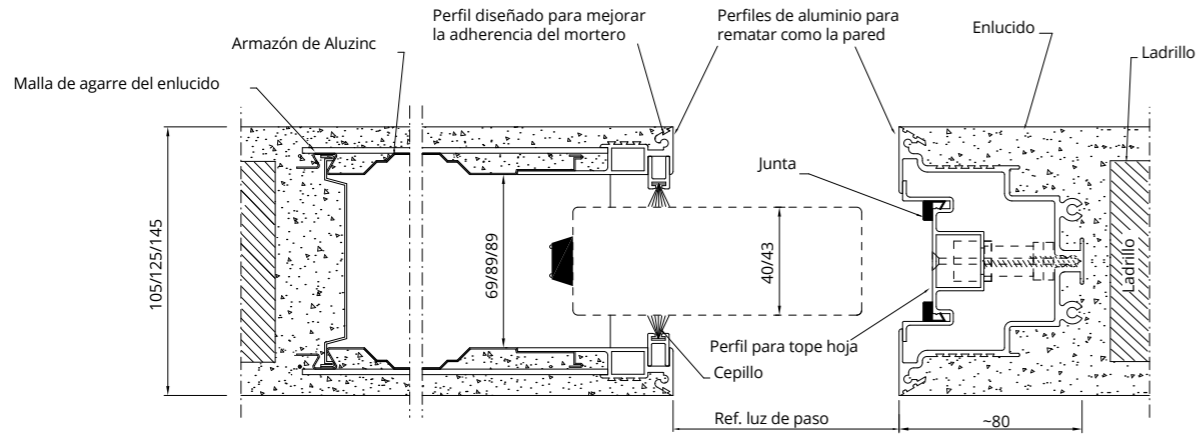 Perfil diseñado para mejorar
la adherencia del mortero
Perfiles de aluminio para
rematar como la pared
Enlucido
Ladrillo
Armazón de Aluzinc
Malla de agarre del enlucido
Junta
105/125/145
69/89/89
40/43
Ladrillo
Perfil para tope hoja
Cepillo
Ref. luz de paso
~80